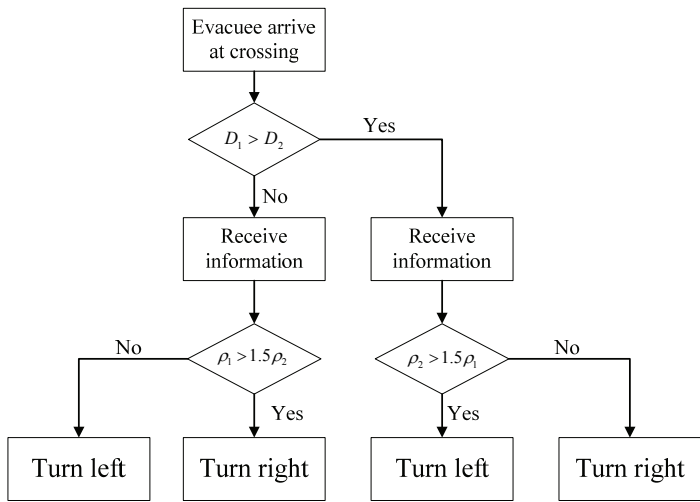 Evacuee arrive
at crossing
D₁ > D₂
Yes
No
Receive
information
Receive
information
No
ρ₁ >1.5ρ₂
ρ₂ >1.5ρ₁
No
Yes
Yes
Turn left
Turn right
Turn left
Turn right